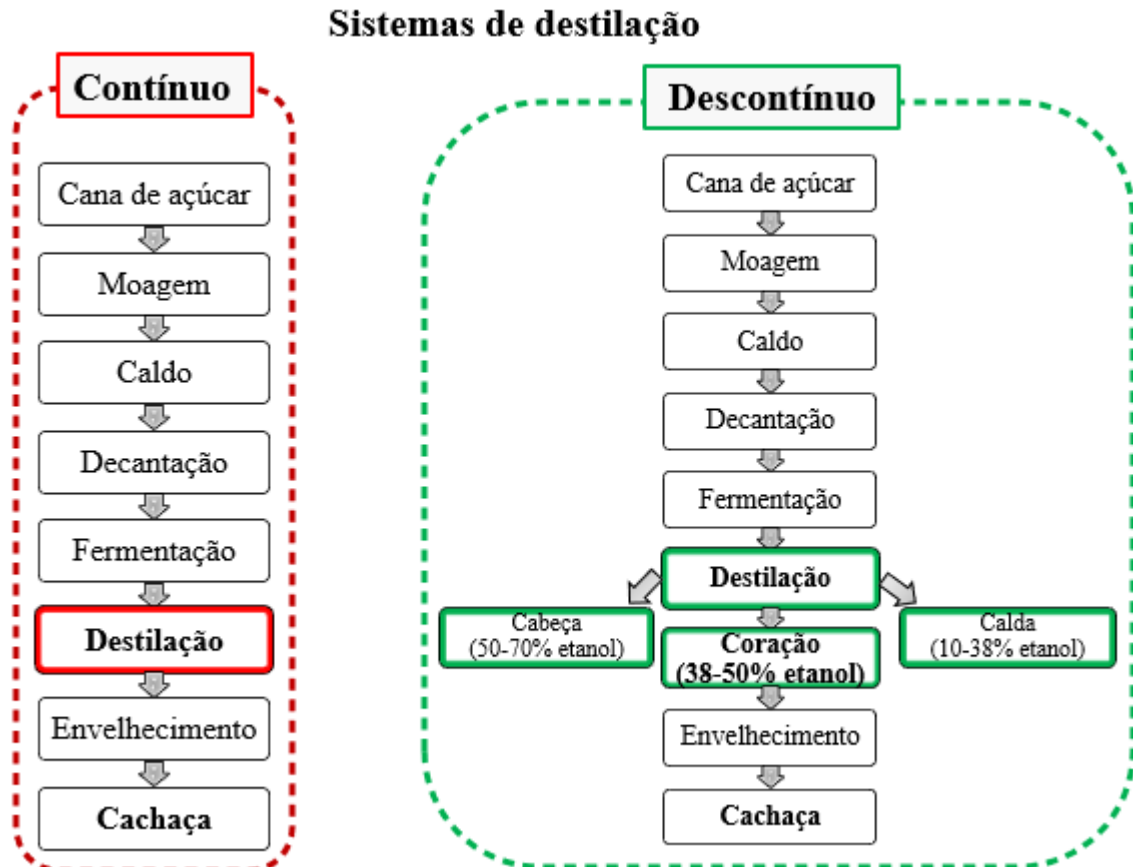 Sistemas de destilação
Contínuo
Cana de açúcar
Moagem
Caldo
Decantação
Fermentação
Destilação
Envelhecimento
Cachaça
Descontínuo
Cana de açúcar
Moagem
Caldo
Decantação
Fermentação
Destilação
Cabeça
(50-70% etanol)
Coração
(38-50% etanol)
Calda
(10-38% etanol)
Envelhecimento
Cachaça